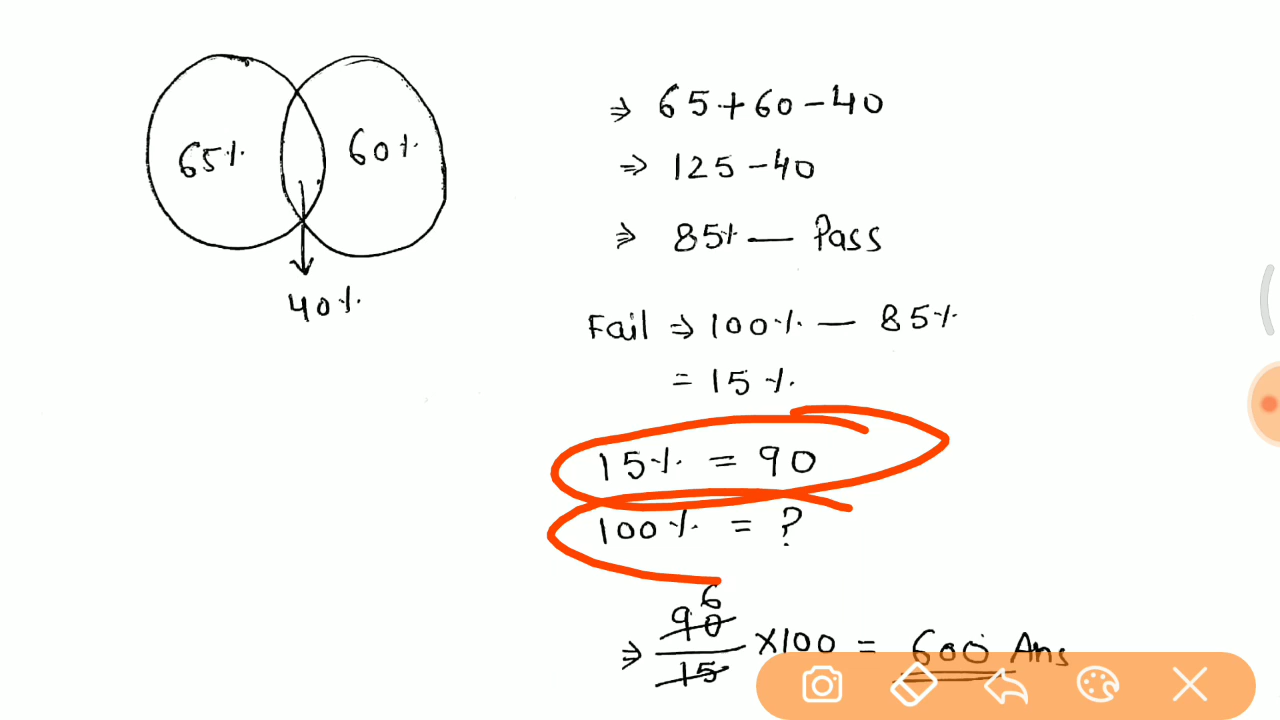 65% 60%
40%
⇒ 65+60-40
⇒ 125-40
⇒ 85% — Pass
Fail ⇒ 100% — 85%
= 15%
15% = 90
100% = ?
6
⇒ 90/15 ×100 = 600 Ans